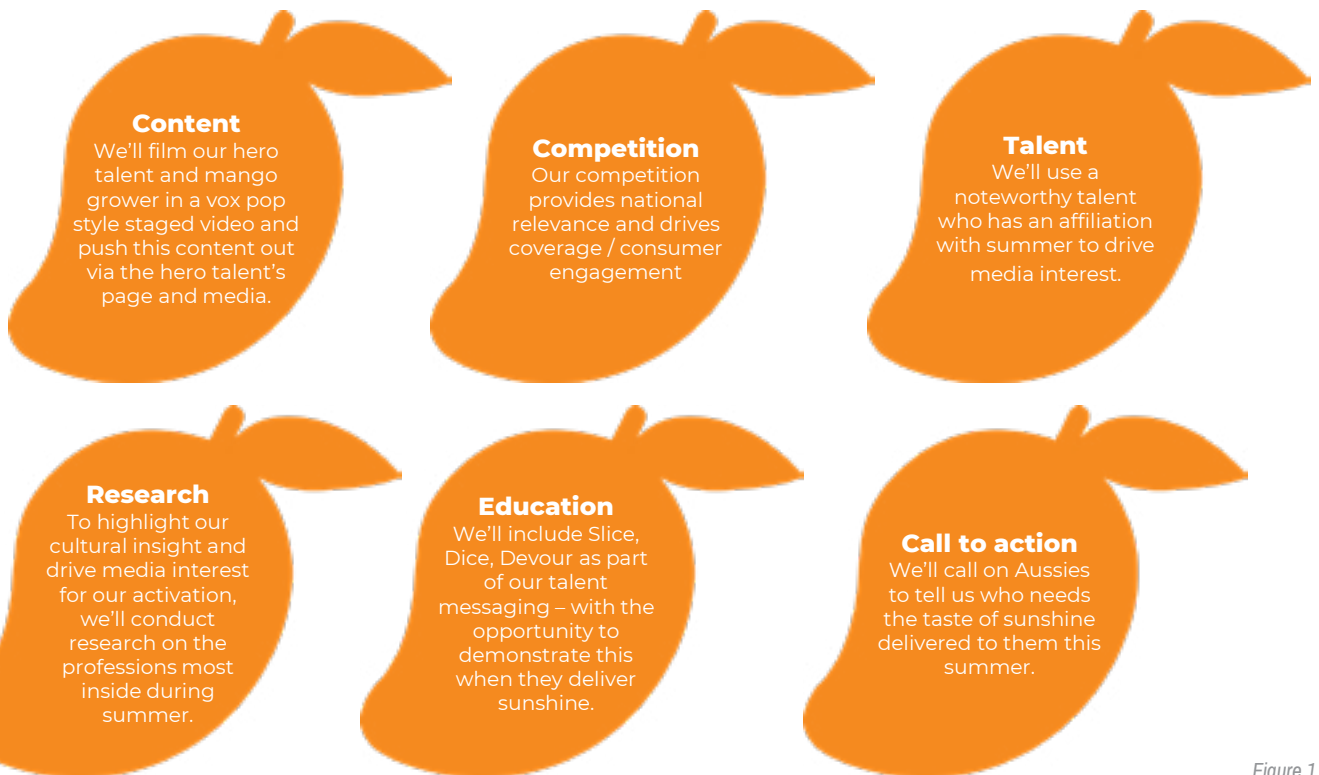 Content
We'll film our hero
talent and mango
grower in a vox pop
style staged video and
push this content out
via the hero talent's
page and media.
Competition
Our competition
provides national
relevance and drives
coverage / consumer
engagement
Talent
We'll use a
noteworthy talent
who has an affiliation
with summer to drive
media interest.
Research
To highlight our
cultural insight and
drive media interest
for our activation,
we'll conduct
research on the
professions most
inside during
summer.
Education
We'll include Slice,
Dice, Devour as part
of our talent
messaging – with the
opportunity to
demonstrate this
when they deliver
sunshine.
Call to action
We'll call on Aussies
to tell us who needs
the taste of sunshine
delivered to them this
summer.
Figure 1